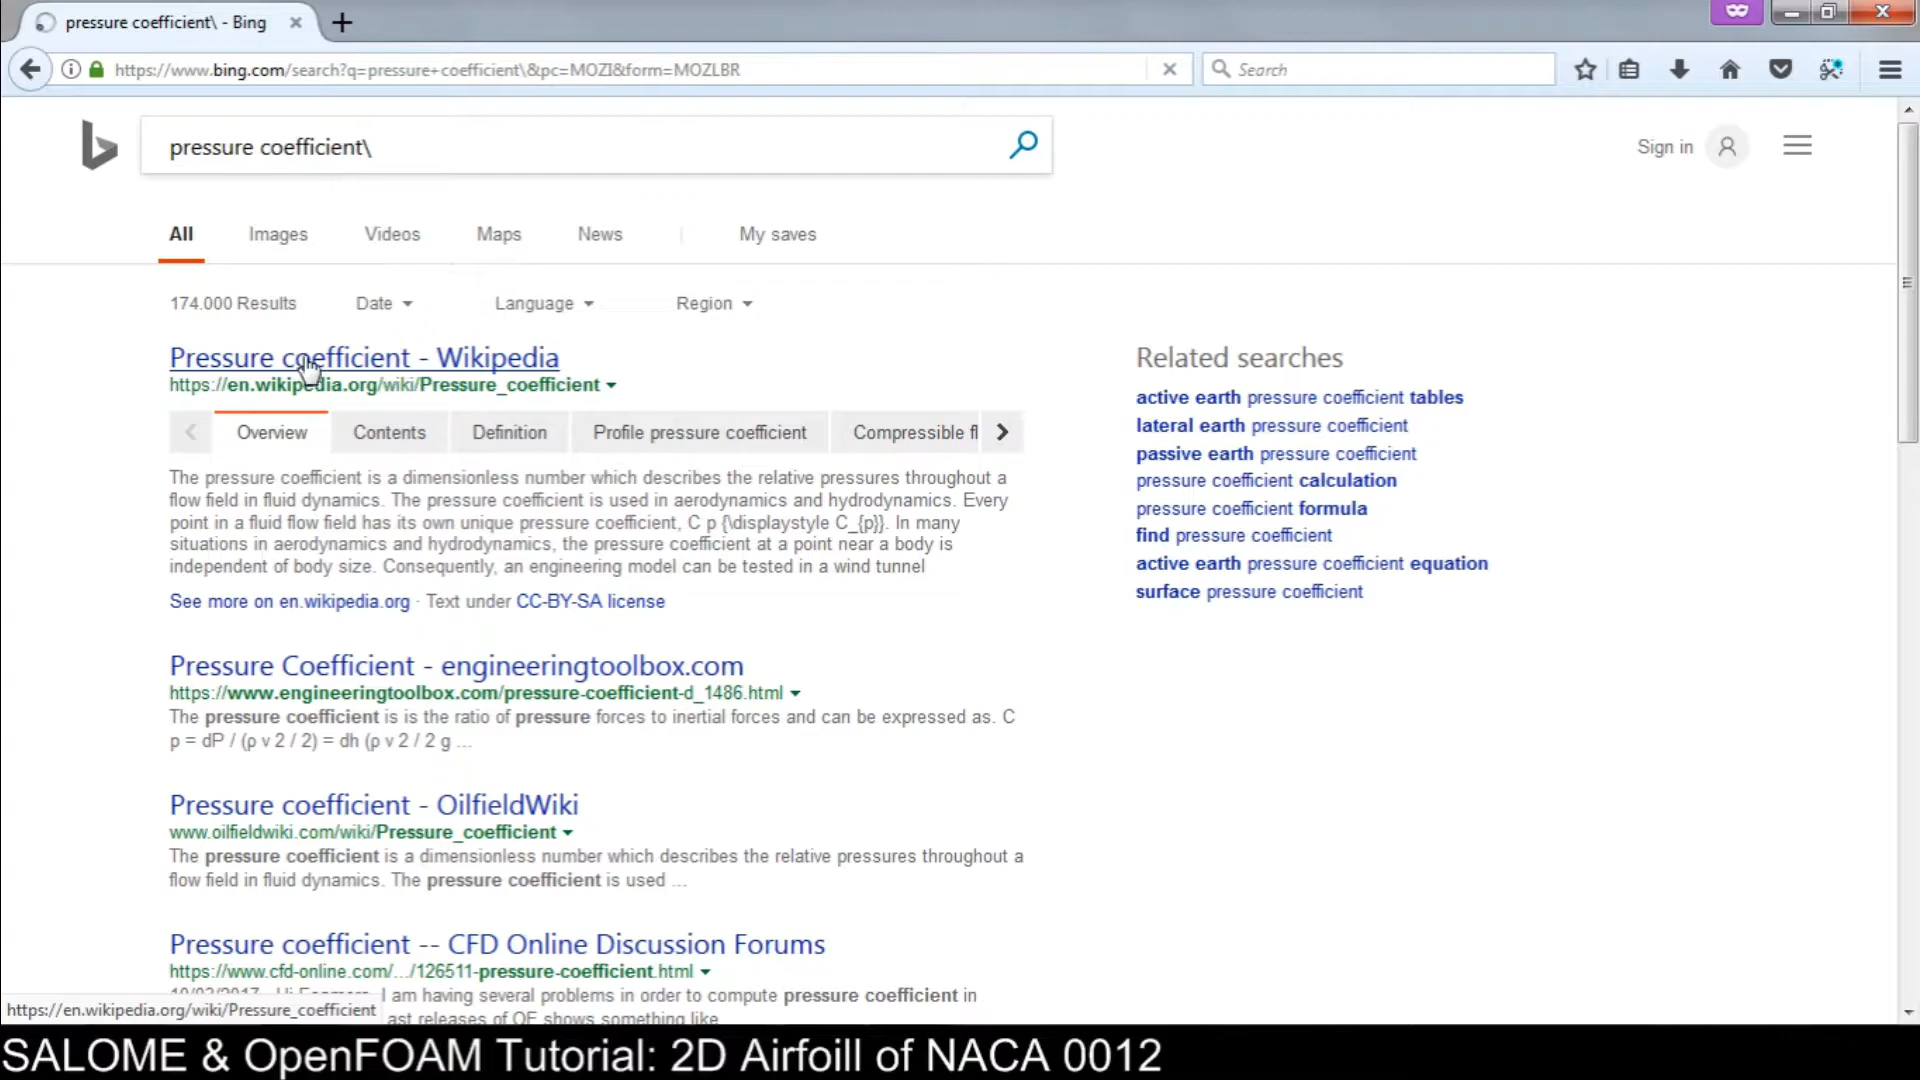 pressure coefficient\ - Bing
https://www.bing.com/search?q=pressure+coefficient\&pc=MOZI&form=MOZLBR
Search
pressure coefficient\
Sign in
All Images Videos Maps News My saves
174.000 Results Date Language Region
Pressure coefficient - Wikipedia
https://en.wikipedia.org/wiki/Pressure_coefficient
Overview Contents Definition Profile pressure coefficient Compressible fl
The pressure coefficient is a dimensionless number which describes the relative pressures throughout a
flow field in fluid dynamics. The pressure coefficient is used in aerodynamics and hydrodynamics. Every
point in a fluid flow field has its own unique pressure coefficient, C p {\displaystyle C_{p}}. In many
situations in aerodynamics and hydrodynamics, the pressure coefficient at a point near a body is
independent of body size. Consequently, an engineering model can be tested in a wind tunnel
See more on en.wikipedia.org · Text under CC-BY-SA license
Pressure Coefficient - engineeringtoolbox.com
https://www.engineeringtoolbox.com/pressure-coefficient-d_1486.html
The pressure coefficient is is the ratio of pressure forces to inertial forces and can be expressed as. C
p = dP / (ρ v 2 / 2) = dh (ρ v 2 / 2 g ...
Pressure coefficient - OilfieldWiki
www.oilfieldwiki.com/wiki/Pressure_coefficient
The pressure coefficient is a dimensionless number which describes the relative pressures throughout a
flow field in fluid dynamics. The pressure coefficient is used ...
Pressure coefficient -- CFD Online Discussion Forums
https://www.cfd-online.com/.../126511-pressure-coefficient.html
I am having several problems in order to compute pressure coefficient in
ast releases of OF shows something like
Related searches
active earth pressure coefficient tables
lateral earth pressure coefficient
passive earth pressure coefficient
pressure coefficient calculation
pressure coefficient formula
find pressure coefficient
active earth pressure coefficient equation
surface pressure coefficient
https://en.wikipedia.org/wiki/Pressure_coefficient
SALOME & OpenFOAM Tutorial: 2D Airfoill of NACA 0012